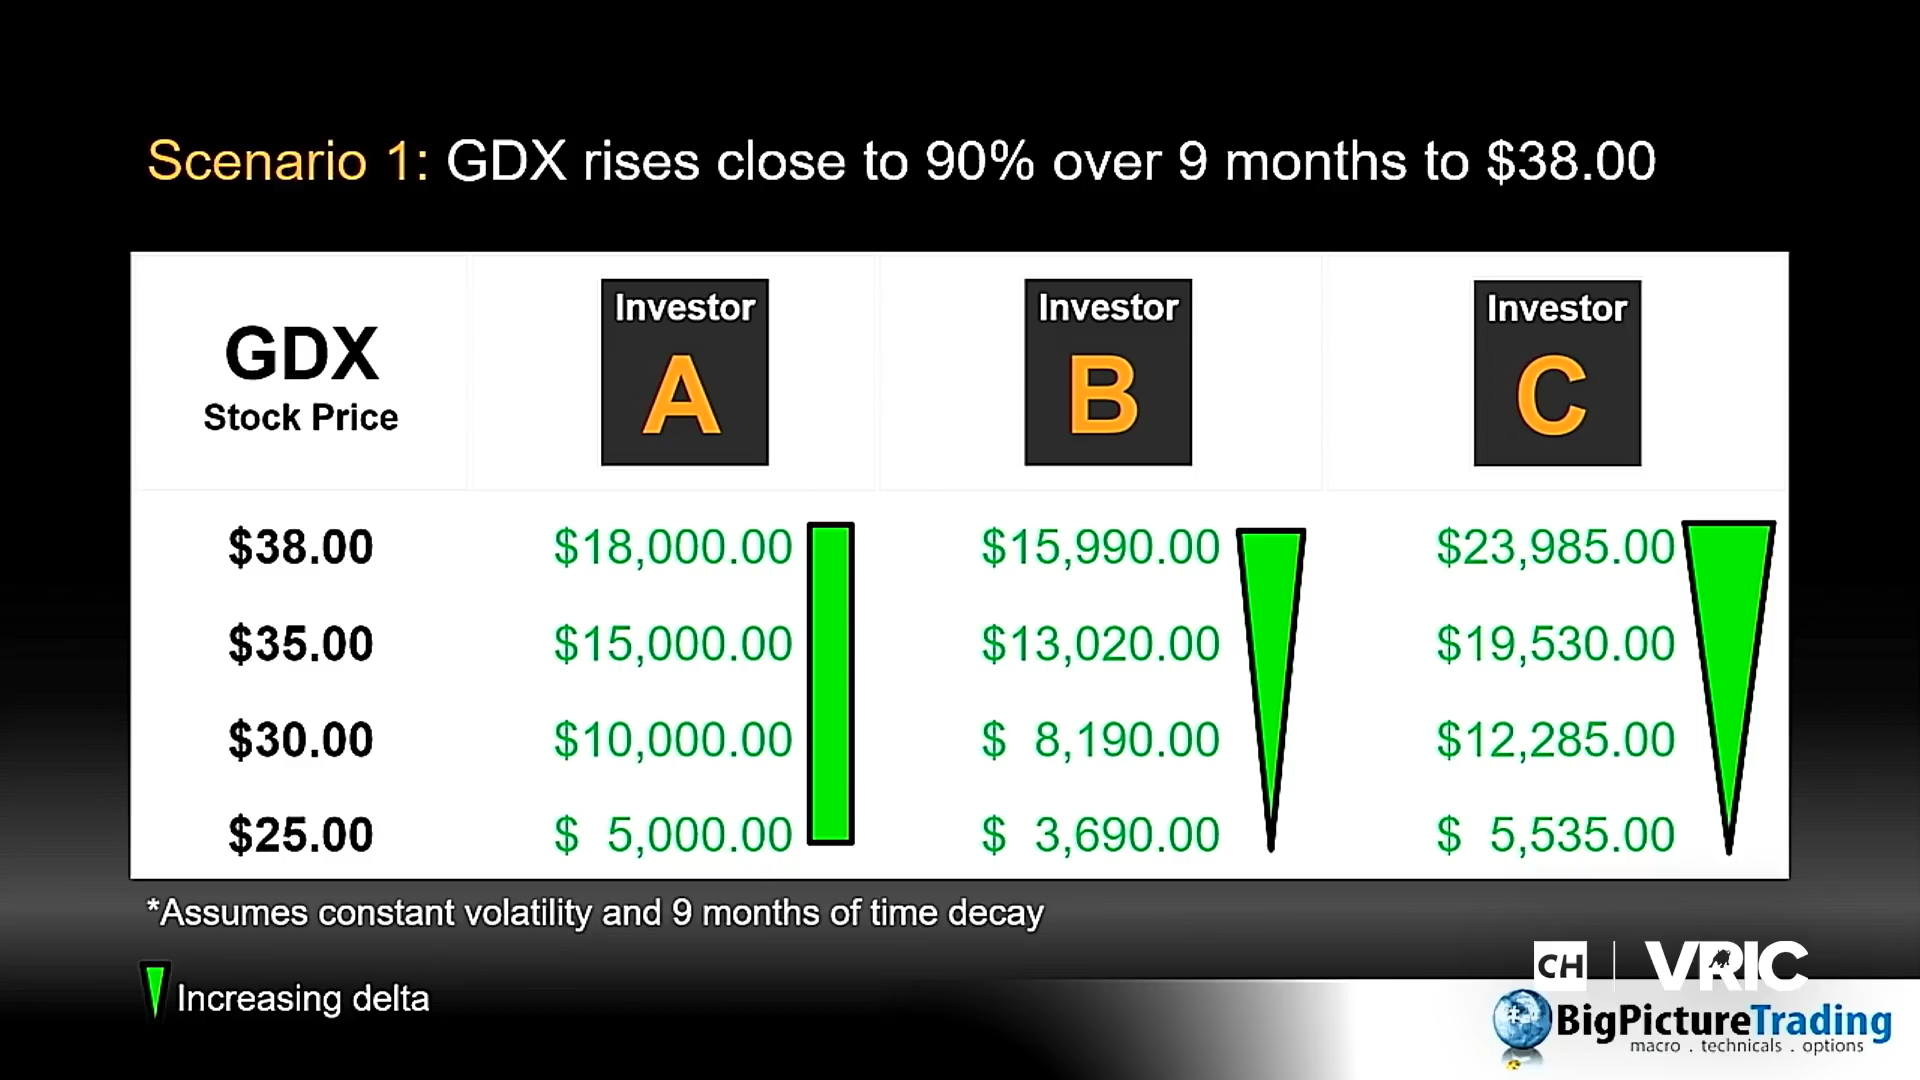 Scenario 1: GDX rises close to 90% over 9 months to $38.00
GDX
Stock Price
Investor
A
Investor
B
Investor
C
$38.00 $18,000.00 $15,990.00 $23,985.00
$35.00 $15,000.00 $13,020.00 $19,530.00
$30.00 $10,000.00 $ 8,190.00 $12,285.00
$25.00 $ 5,000.00 $ 3,690.00 $ 5,535.00
*Assumes constant volatility and 9 months of time decay
Increasing delta
CH | VRIC
BigPictureTrading
macro . technicals . options